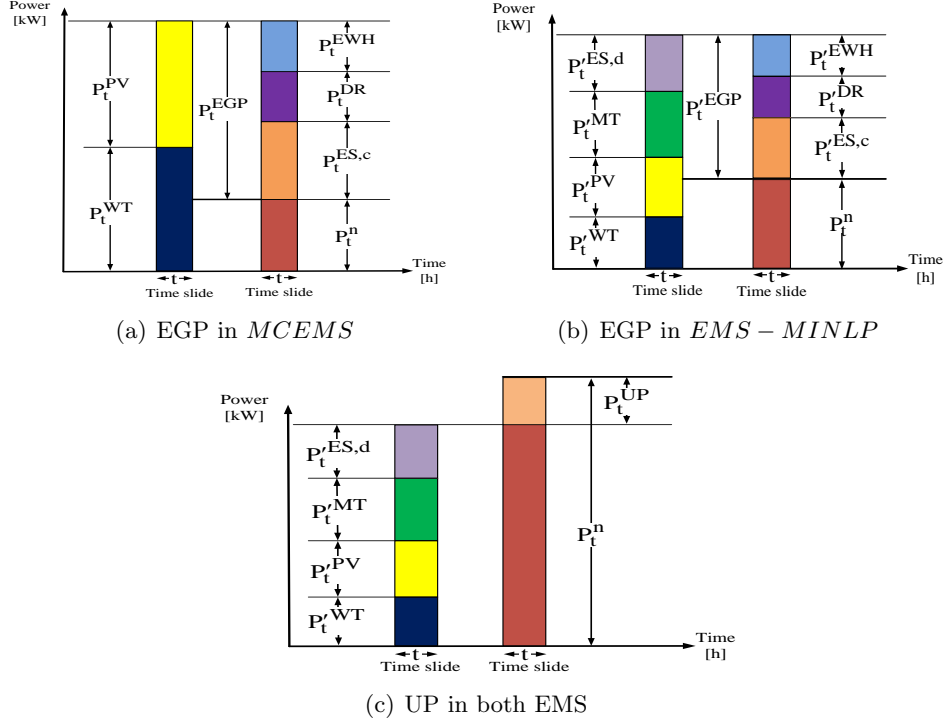 Power
[kW]
P_t^PV
P_t^WT
P_t^EGP
P_t^EWH
P_t^DR
P_t^ES,c
P_t^n
t
t
Time slide
Time slide
Time
[h]
(a) EGP in MCEMS
Power
[kW]
P'_t^ES,d
P'_t^MT
P'_t^PV
P'_t^WT
P'_t^EGP
P'_t^EWH
P'_t^DR
P'_t^ES,c
P_t^n
t
t
Time slide
Time slide
Time
[h]
(b) EGP in EMS − MINLP
Power
[kW]
P'_t^ES,d
P'_t^MT
P'_t^PV
P'_t^WT
P_t^UP
P_t^n
t
t
Time slide
Time slide
Time
[h]
(c) UP in both EMS